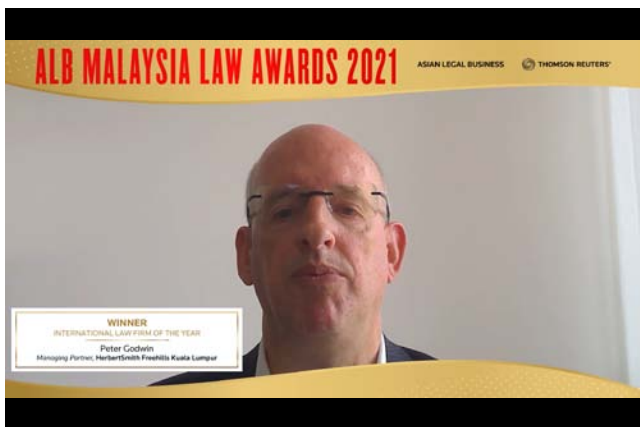 ALB MALAYSIA LAW AWARDS 2021
ASIAN LEGAL BUSINESS
THOMSON REUTERS®
WINNER
INTERNATIONAL LAW FIRM OF THE YEAR
Peter Godwin
Managing Partner, HerbertSmith Freehills Kuala Lumpur